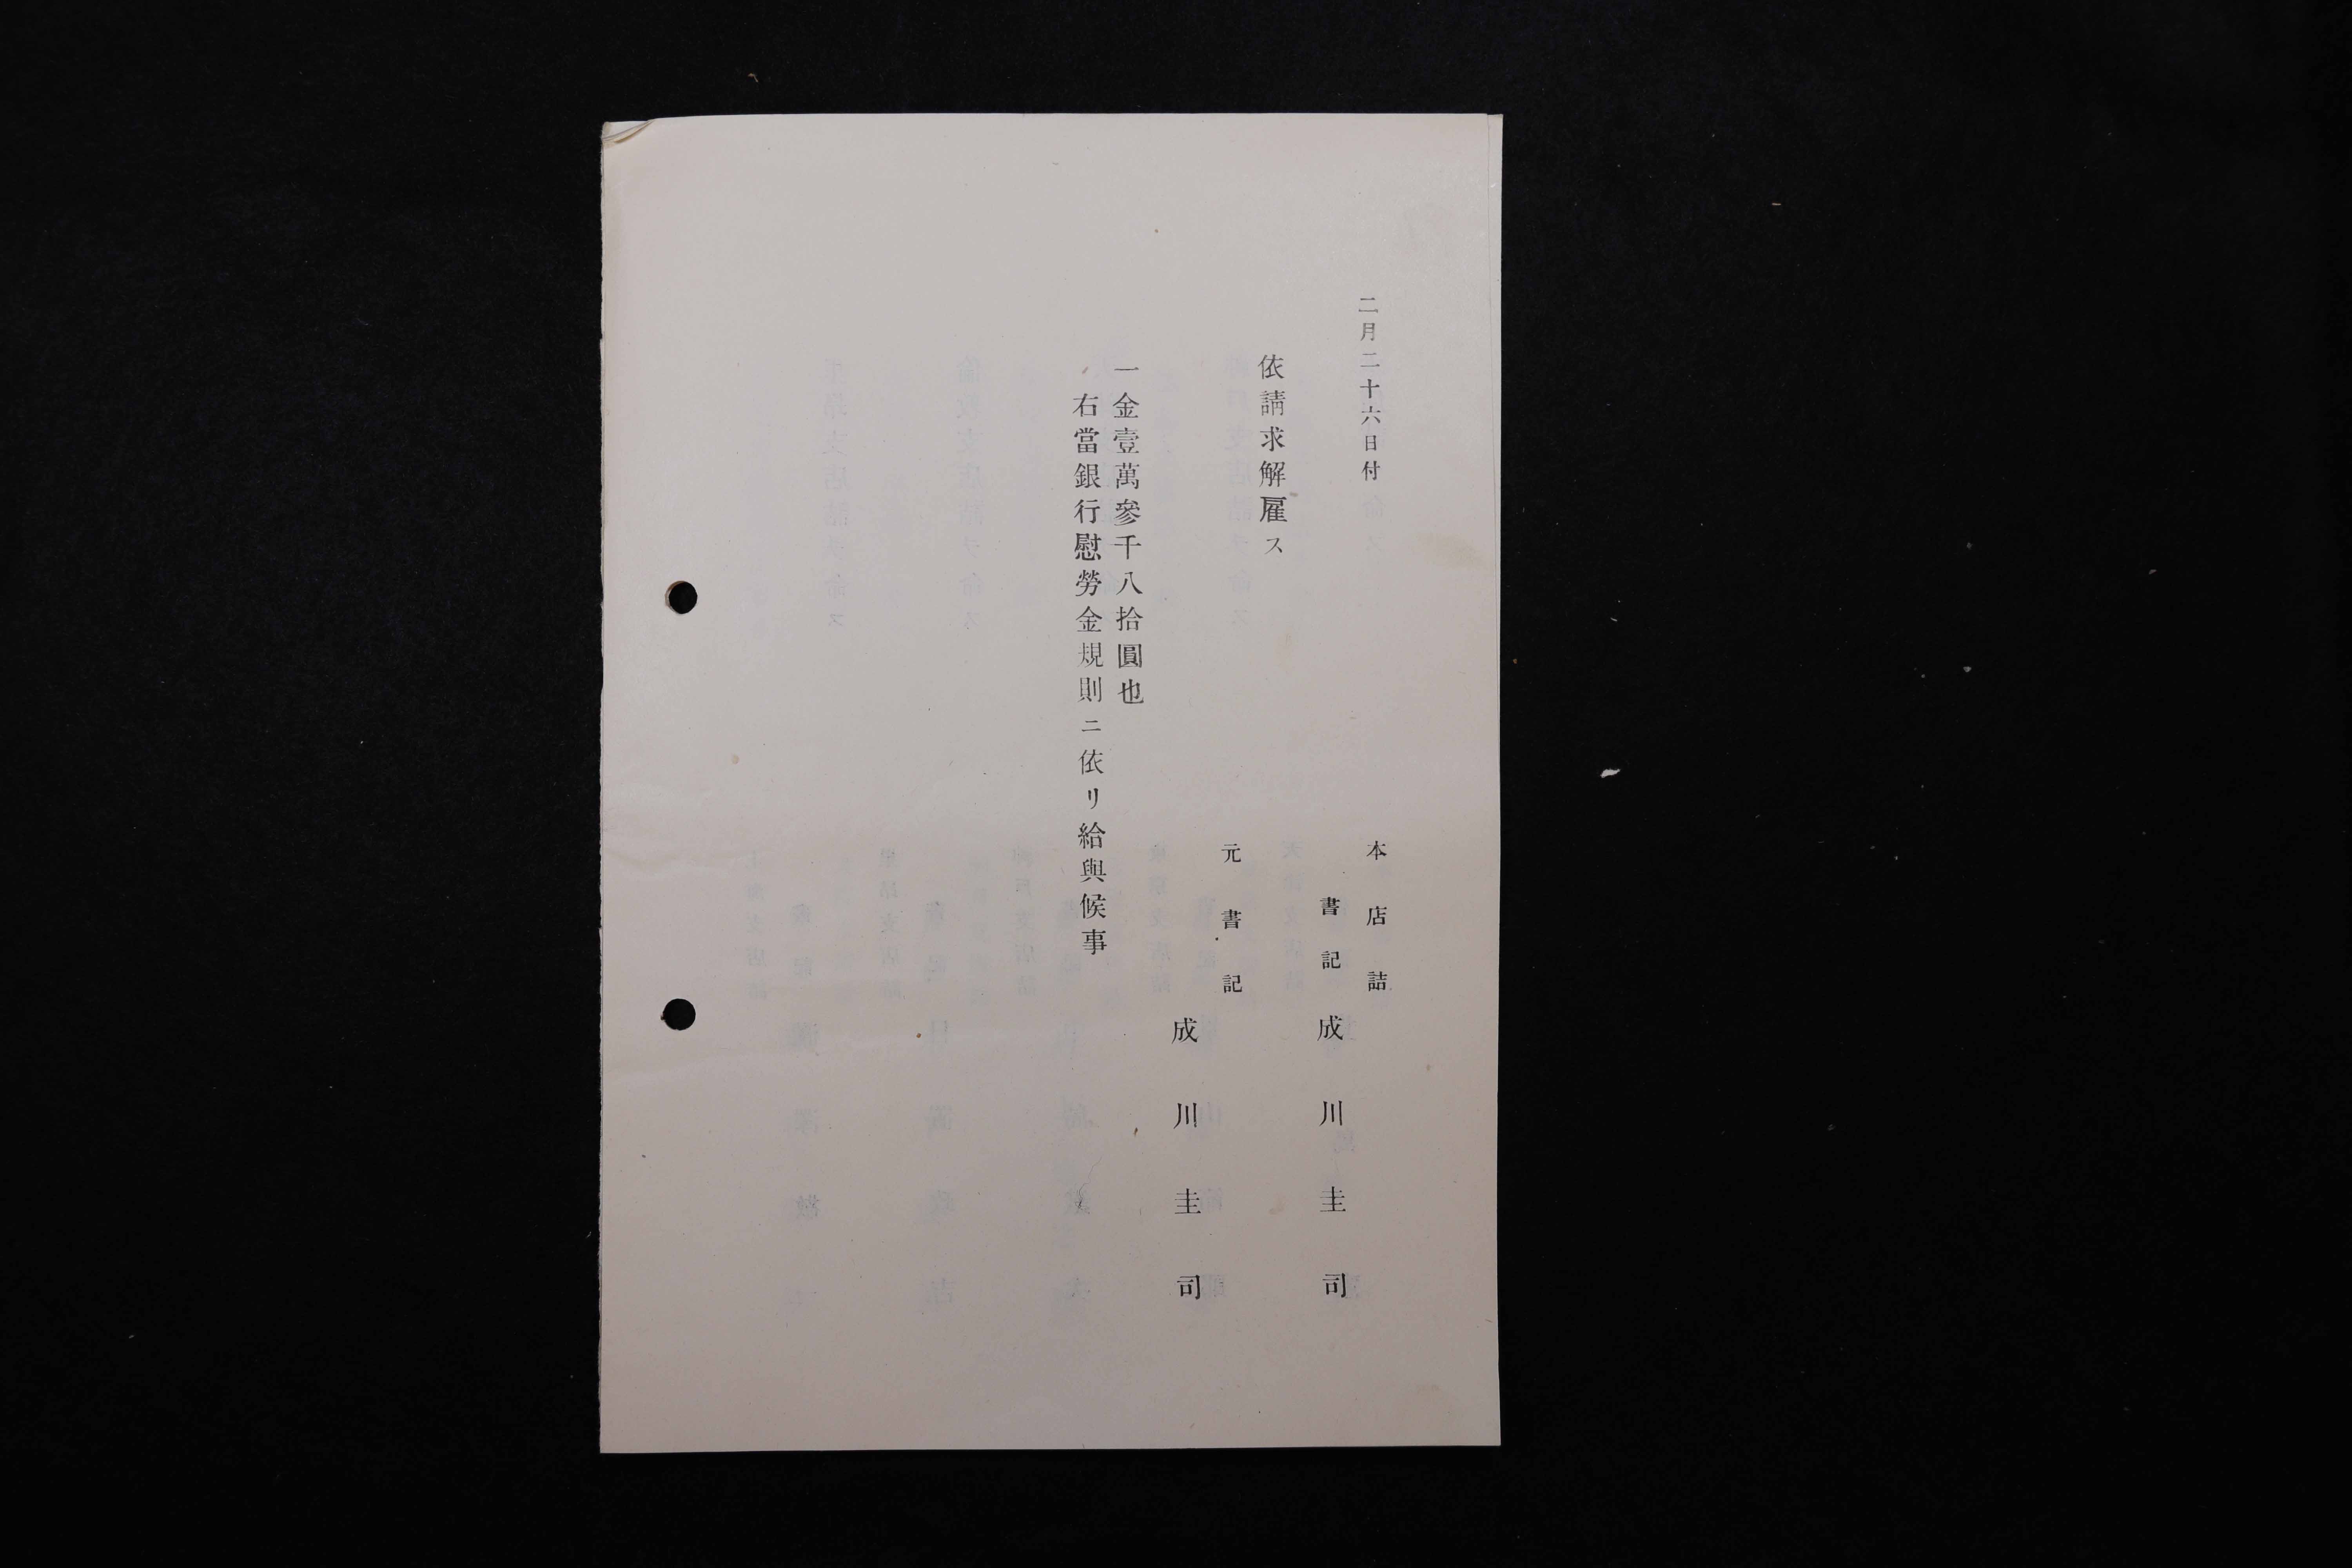 二月二十六日付
本店詰
書記 成川圭司
依請求解雇ス
元書記
成川圭司
一金壹萬參千八拾圓也
右當銀行慰勞金規則ニ依リ給與候事